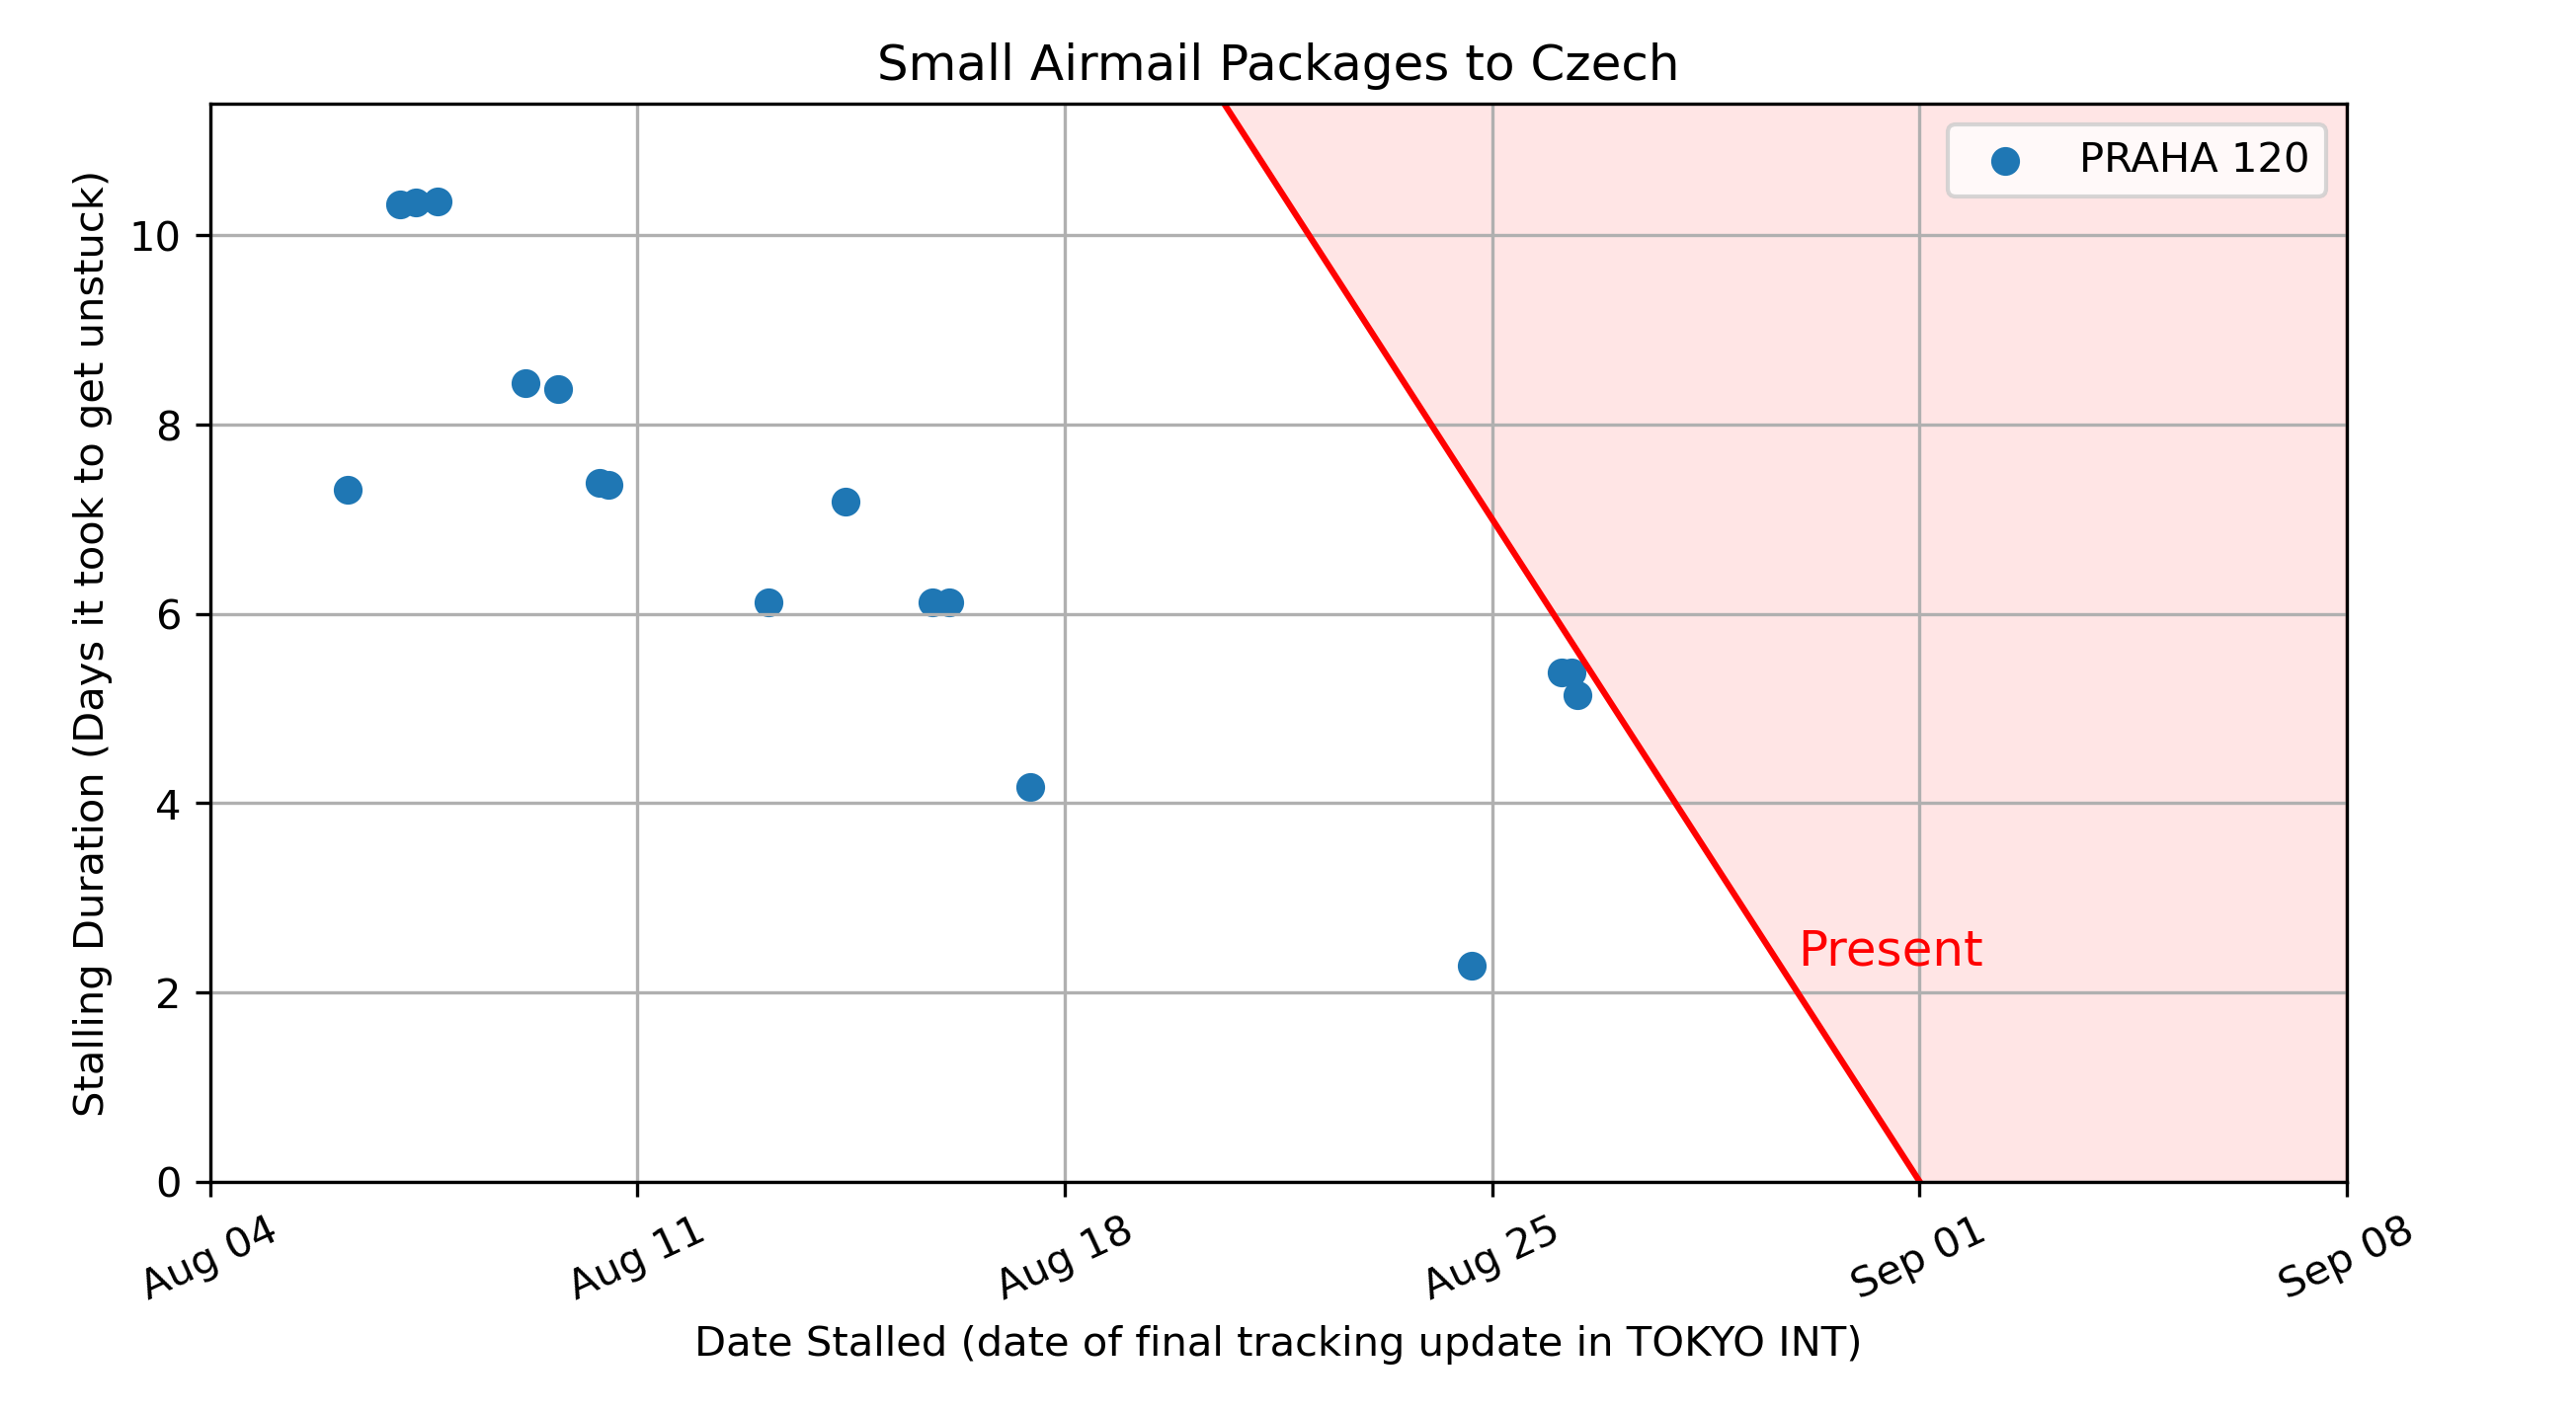 Small Airmail Packages to Czech
PRAHA 120
Stalling Duration (Days it took to get unstuck)
10
8
6
4
2
0
Present
Aug 04
Aug 11
Aug 18
Aug 25
Sep 01
Sep 08
Date Stalled (date of final tracking update in TOKYO INT)